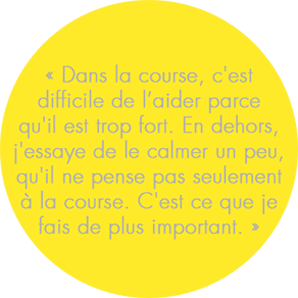 « Dans la course, c'est
difficile de l’aider parce
qu'il est trop fort. En dehors,
j'essaye de le calmer un peu,
qu'il ne pense pas seulement
à la course. C'est ce que je
fais de plus important. »